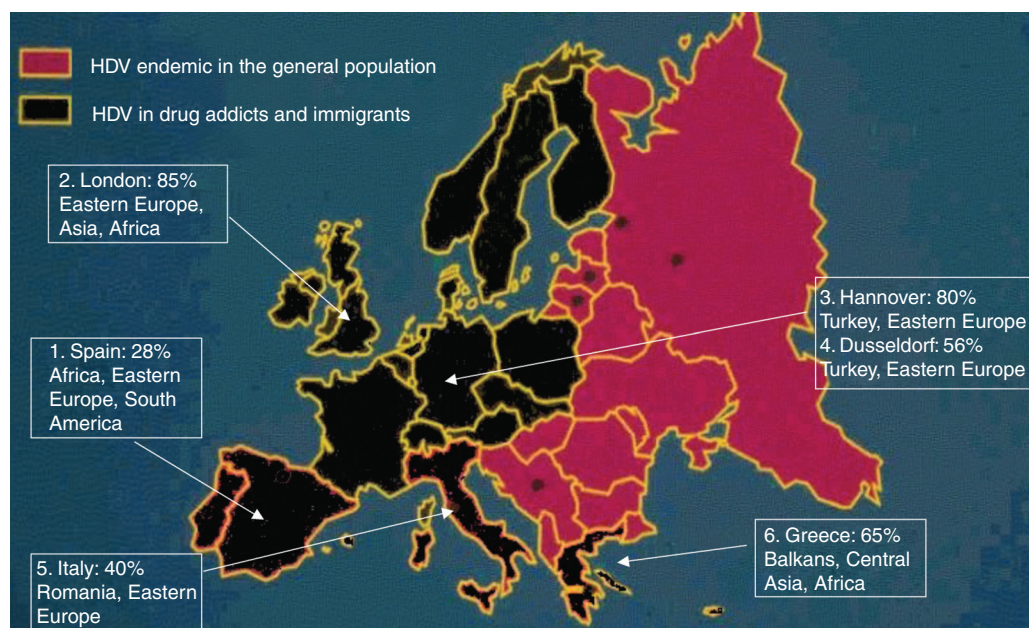 HDV endemic in the general population
HDV in drug addicts and immigrants
2. London: 85%
Eastern Europe,
Asia, Africa
3. Hannover: 80%
Turkey, Eastern Europe
4. Dusseldorf: 56%
Turkey, Eastern Europe
1. Spain: 28%
Africa, Eastern
Europe, South
America
5. Italy: 40%
Romania, Eastern
Europe
6. Greece: 65%
Balkans, Central
Asia, Africa